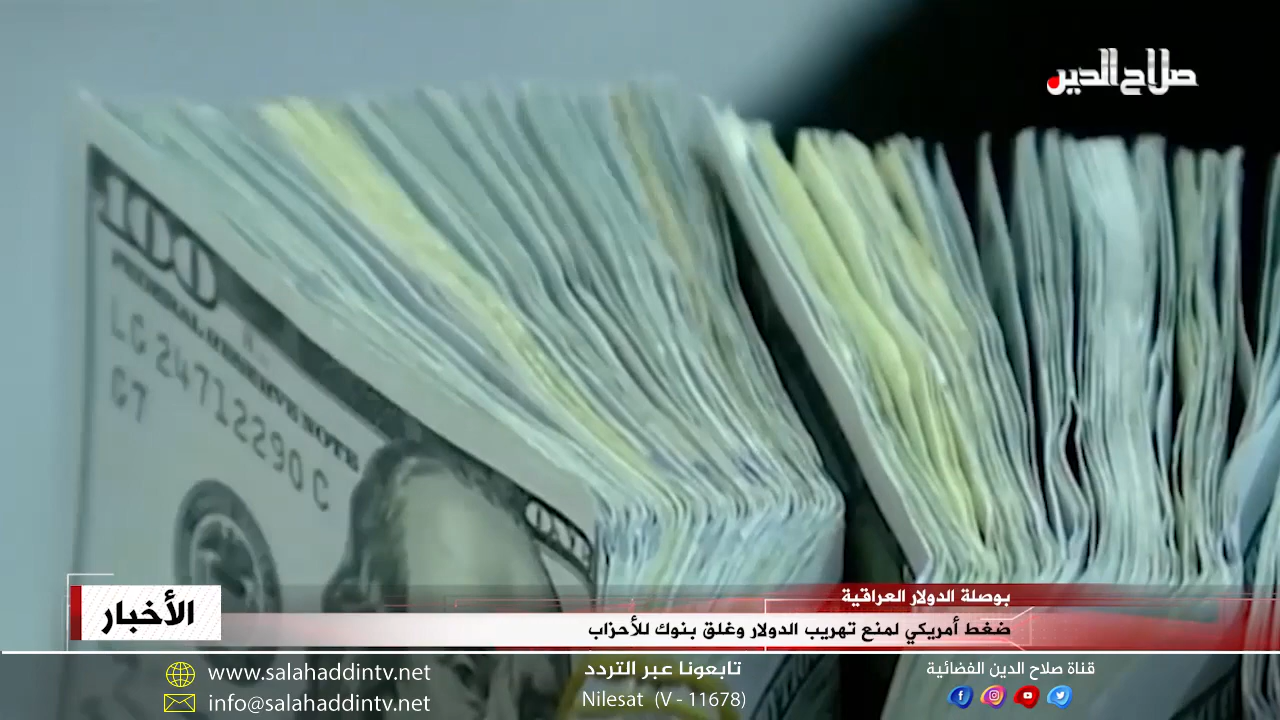 صلاح الدين
100
FEDERAL RESERVE NOTE
LC 24712290 C
G7
ONE
بوصلة الدولار العراقية
ضغط أمريكي لمنع تهريب الدولار وغلق بنوك للأحزاب
الأخبار
قناة صلاح الدين الفضائية
تابعونا عبر التردد
Nilesat (V - 11678)
www.salahaddintv.net
info@salahaddintv.net